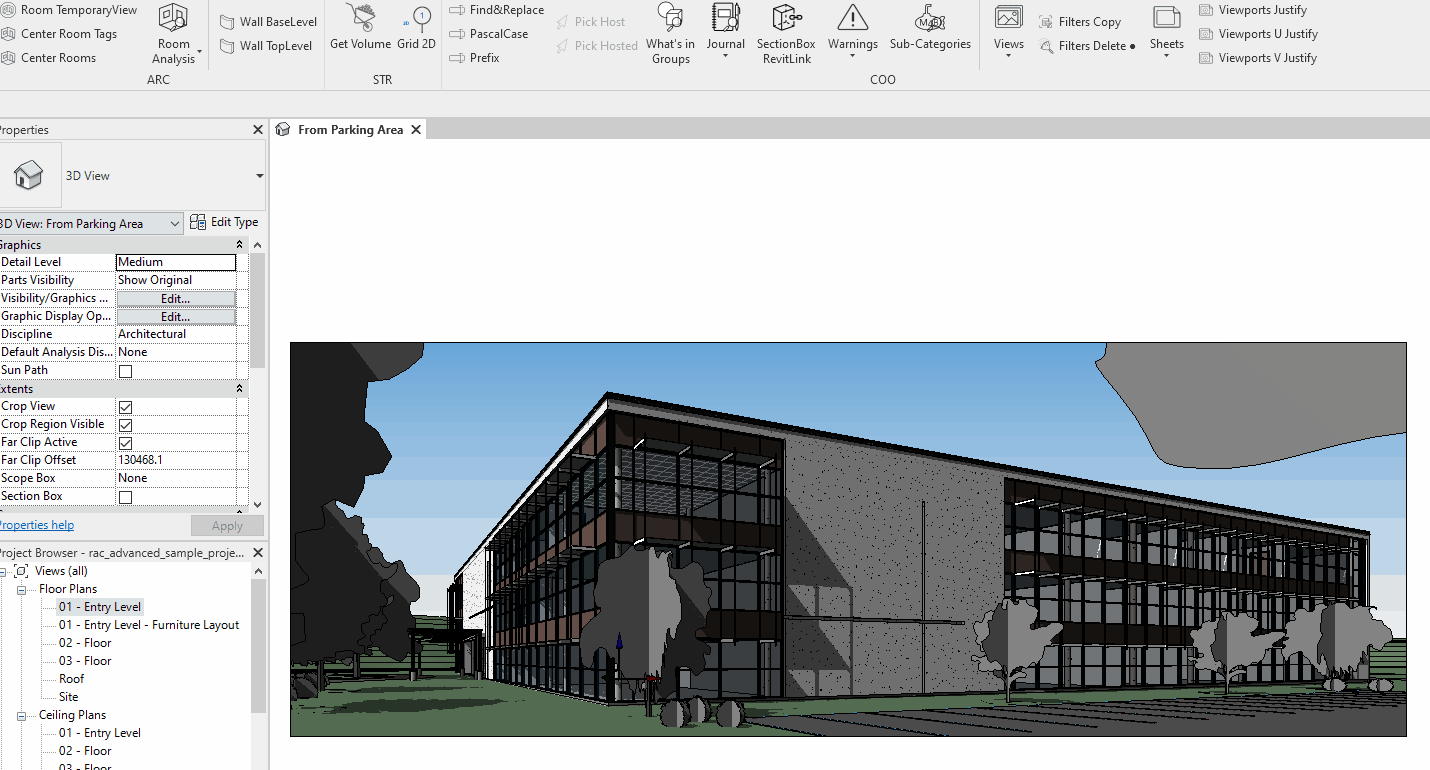 Room TemporaryView
Center Room Tags
Center Rooms
Room
Analysis
ARC
Wall BaseLevel
Wall TopLevel
Get Volume
Grid 2D
STR
Find&Replace
PascalCase
Prefix
Pick Host
Pick Hosted
What's in
Groups
Journal
SectionBox
RevitLink
Warnings
Sub-Categories
COO
Views
Filters Copy
Filters Delete
Sheets
Viewports Justify
Viewports U Justify
Viewports V Justify
Properties
From Parking Area
3D View
3D View: From Parking Area
Edit Type
Graphics
Detail Level Medium
Parts Visibility Show Original
Visibility/Graphics ... Edit...
Graphic Display Op... Edit...
Discipline Architectural
Default Analysis Dis... None
Sun Path
Extents
Crop View
Crop Region Visible
Far Clip Active
Far Clip Offset 130468.1
Scope Box None
Section Box
Properties help
Apply
Project Browser - rac_advanced_sample_proje...
Views (all)
Floor Plans
01 - Entry Level
01 - Entry Level - Furniture Layout
02 - Floor
03 - Floor
Roof
Site
Ceiling Plans
01 - Entry Level
02 - Floor
03 - Floor